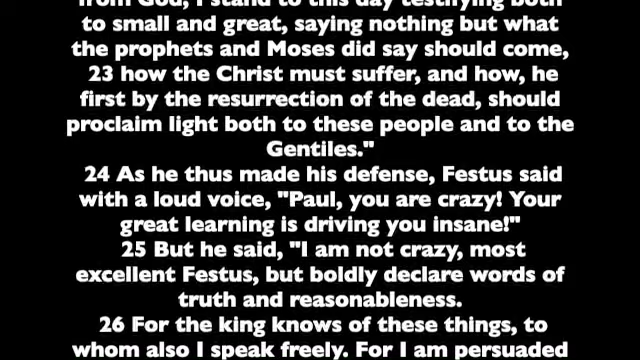 from God, I stand to this day testifying both
to small and great, saying nothing but what
the prophets and Moses did say should come,
23 how the Christ must suffer, and how, he
first by the resurrection of the dead, should
proclaim light both to these people and to the
Gentiles."
24 As he thus made his defense, Festus said
with a loud voice, "Paul, you are crazy! Your
great learning is driving you insane!"
25 But he said, "I am not crazy, most
excellent Festus, but boldly declare words of
truth and reasonableness.
26 For the king knows of these things, to
whom also I speak freely. For I am persuaded